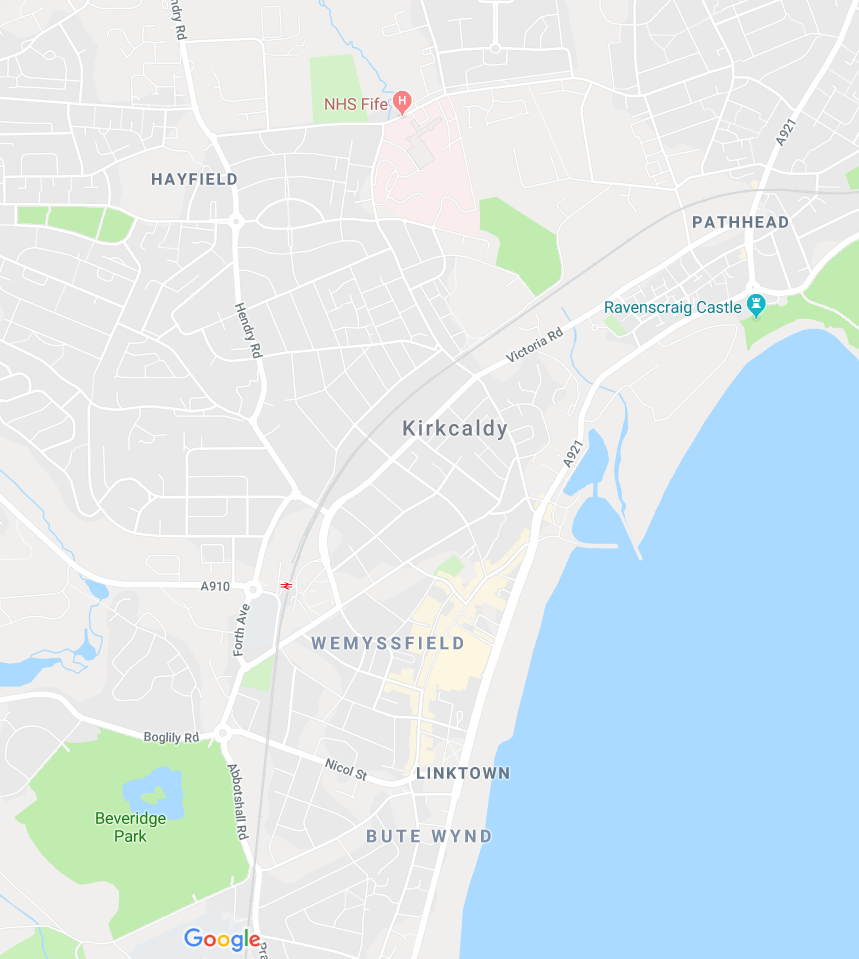 ndry Rd
NHS Fife
H
A921
HAYFIELD
PATHHEAD
Hendry Rd
Ravenscraig Castle
Victoria Rd
Kirkcaldy
A921
A910
Forth Ave
WEMYSSFIELD
Boglily Rd
Nicol St
LINKTOWN
Abbotshall Rd
Beveridge
Park
BUTE WYND
Google
Pra